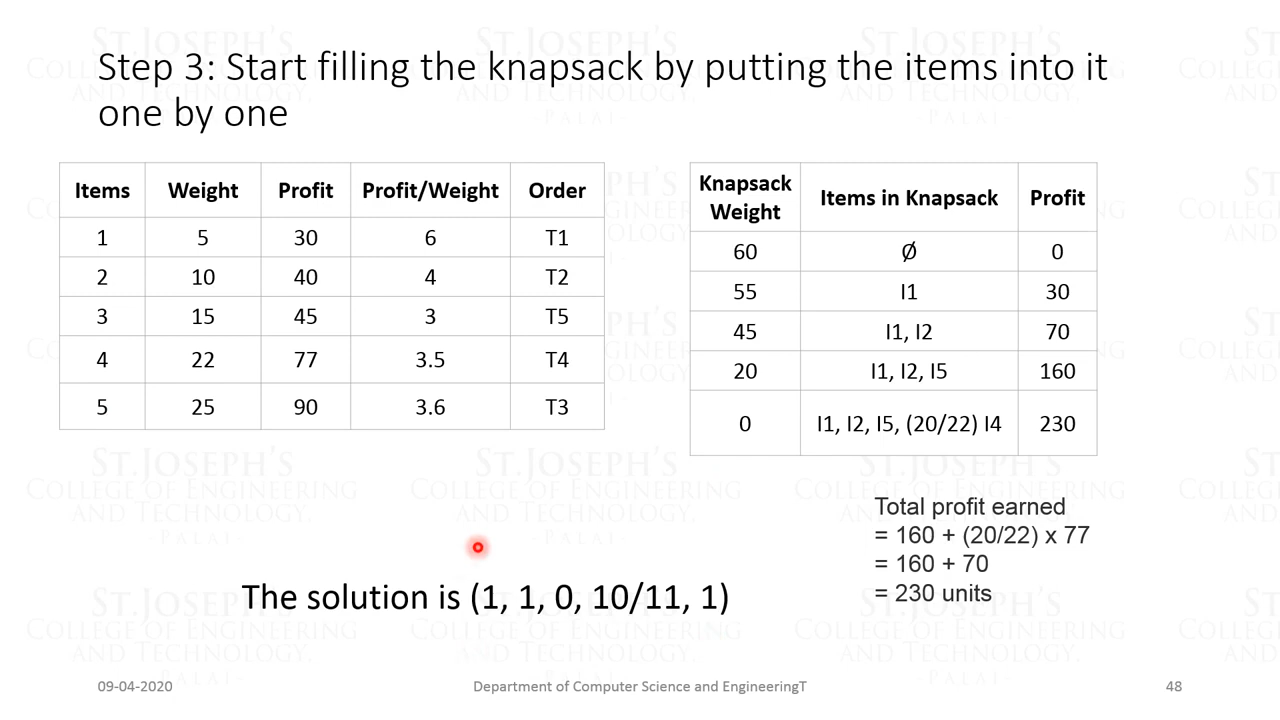 Step 3: Start filling the knapsack by putting the items into it
one by one
Items Weight Profit Profit/Weight Order
1 5 30 6 T1
2 10 40 4 T2
3 15 45 3 T5
4 22 77 3.5 T4
5 25 90 3.6 T3
Knapsack Weight Items in Knapsack Profit
60 Ø 0
55 I1 30
45 I1, I2 70
20 I1, I2, I5 160
0 I1, I2, I5, (20/22) I4 230
Total profit earned
= 160 + (20/22) x 77
= 160 + 70
= 230 units
The solution is (1, 1, 0, 10/11, 1)
09-04-2020 Department of Computer Science and EngineeringT 48
St.Joseph's
College of Engineering
and Technology,
-Palai-